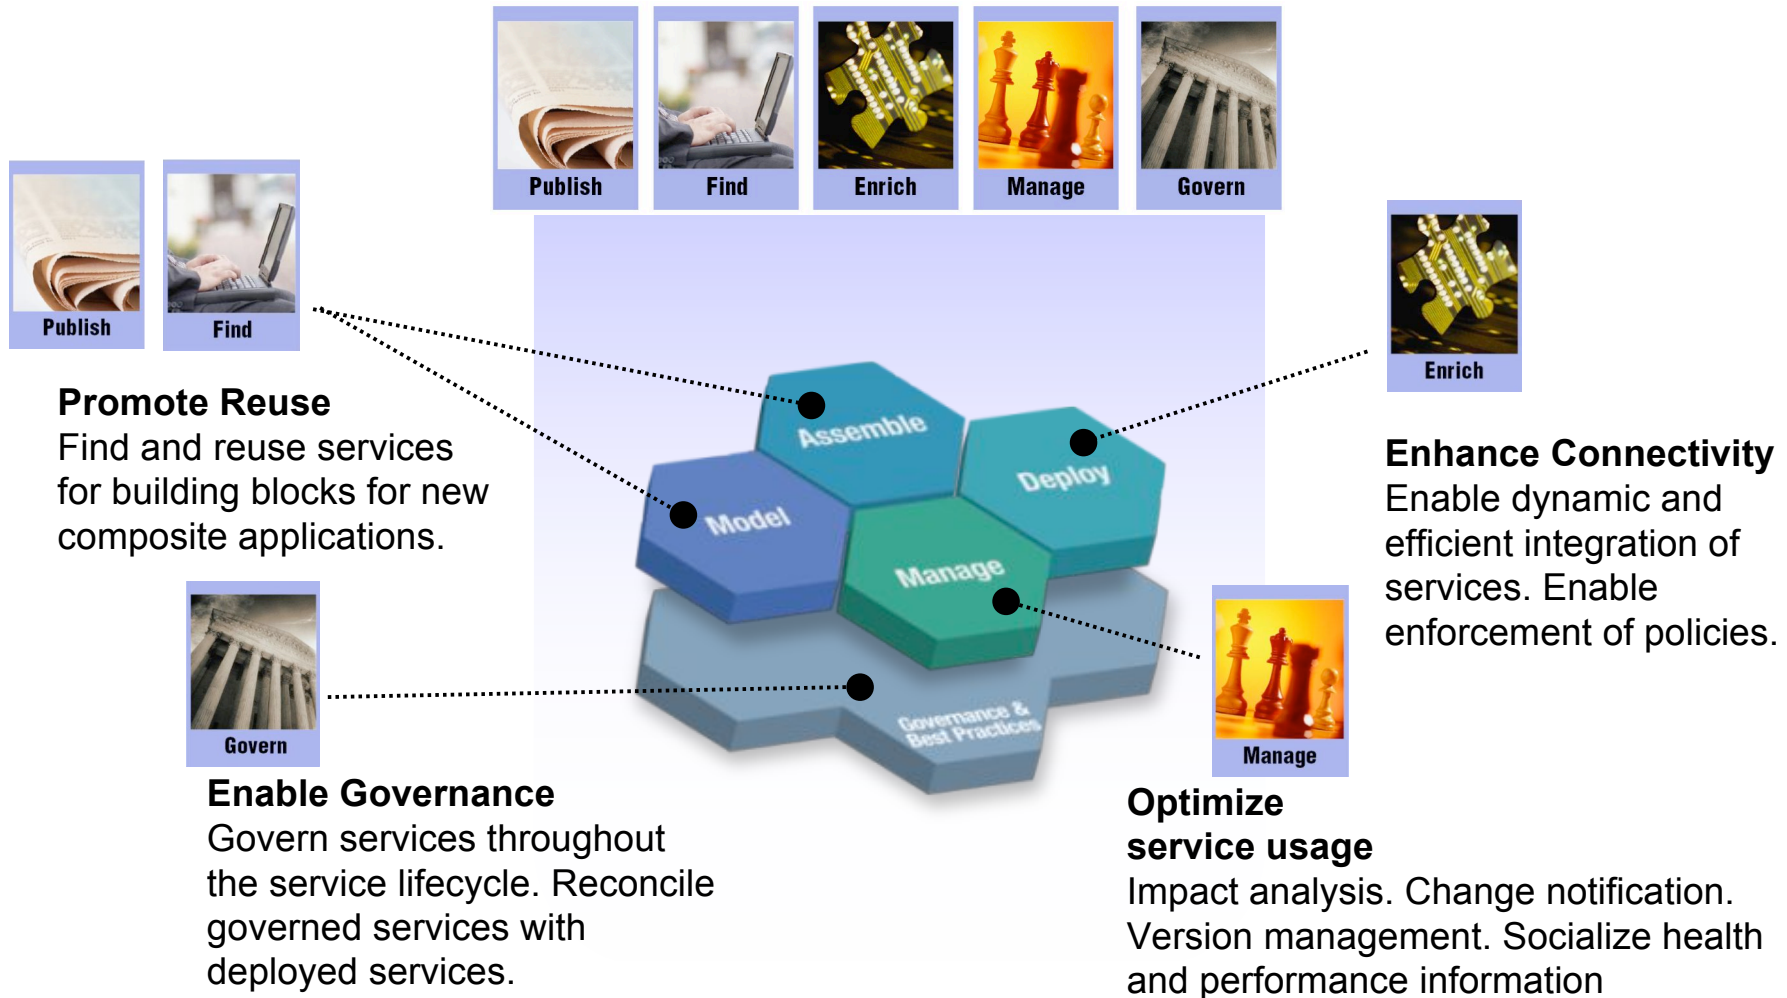 Publish
Find
Enrich
Manage
Govern
Publish
Find
Promote Reuse
Find and reuse services
for building blocks for new
composite applications.
Enrich
Enhance Connectivity
Enable dynamic and
efficient integration of
services. Enable
enforcement of policies.
Assemble
Deploy
Model
Manage
Governance &
Best Practices
Govern
Enable Governance
Govern services throughout
the service lifecycle. Reconcile
governed services with
deployed services.
Manage
Optimize
service usage
Impact analysis. Change notification.
Version management. Socialize health
and performance information